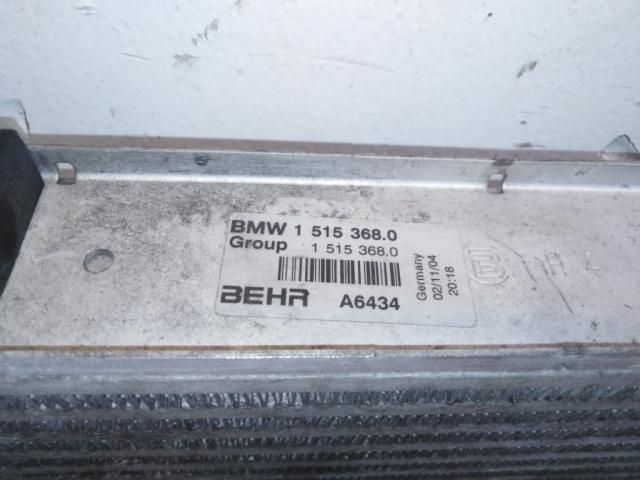 BMW 1 515 368.0
Group 1 515 368.0
BEHR A6434
Germany
02/11/04
20:18